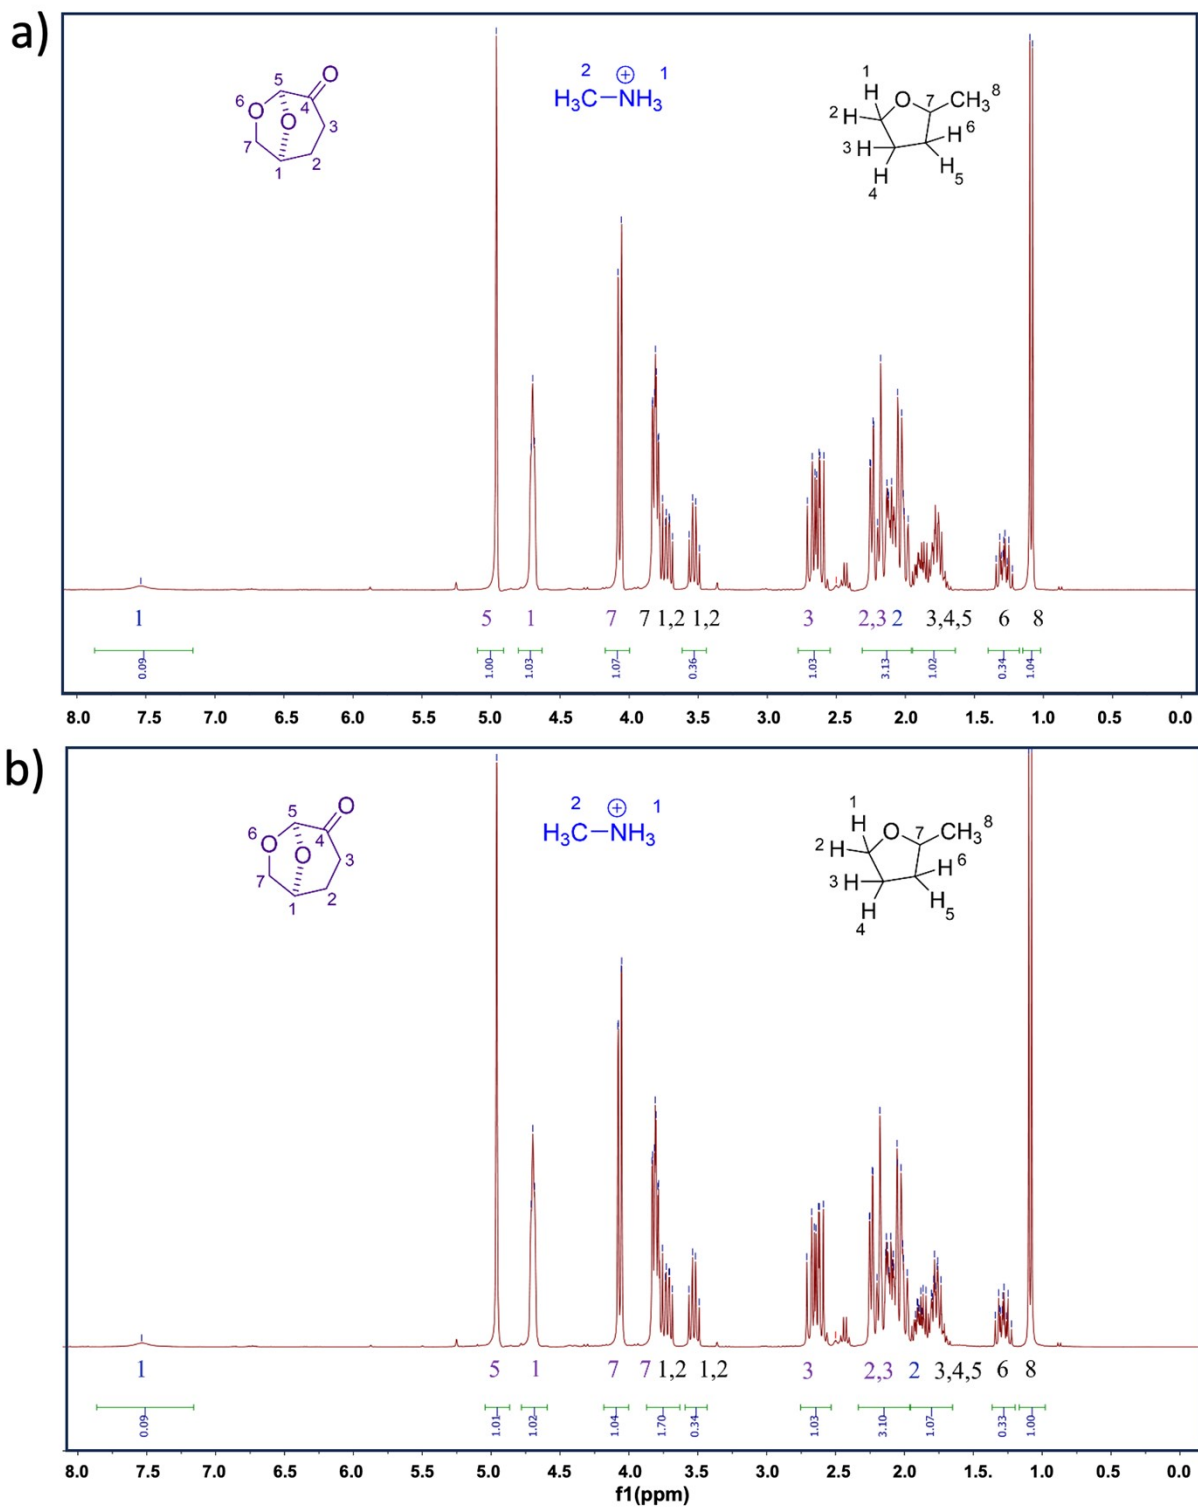 a)
5
O
6
O
4
O
3
7
1
2
2
⊕
1
H₃C–NH₃
1
H
O
7
CH₃
8
2
H
H
6
3
H
H
H
5
4
1
5
1
7
7
1,2
1,2
3
2,3
2
3,4,5
6
8
0.09
1.00
1.03
1.07
0.36
1.03
3.13
1.02
0.34
1.04
8.0 7.5 7.0 6.5 6.0 5.5 5.0 4.5 4.0 3.5 3.0 2.5 2.0 1.5 1.0 0.5 0.0
b)
5
O
6
O
4
O
3
7
1
2
2
⊕
1
H₃C–NH₃
1
H
O
7
CH₃
8
2
H
H
6
3
H
H
H
5
4
1
5
1
7
7
1,2
1,2
3
2,3
2
3,4,5
6
8
0.09
1.01
1.02
1.04
1.70
0.34
1.03
3.10
1.07
0.33
1.00
8.0 7.5 7.0 6.5 6.0 5.5 5.0 4.5 4.0 3.5 3.0 2.5 2.0 1.5. 1.0 0.5 0.0
f1(ppm)